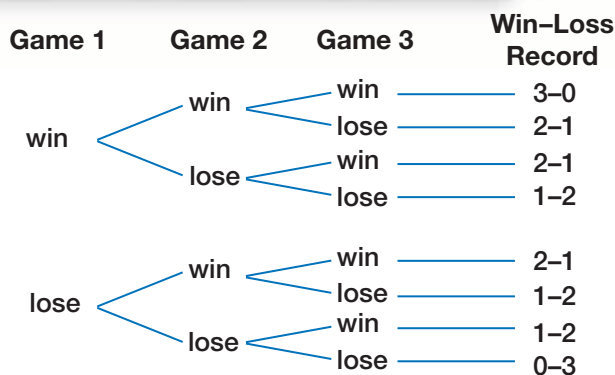 Game 1 Game 2 Game 3 Win–Loss Record
win win win 3–0
lose 2–1
lose win 2–1
lose 1–2
lose win win 2–1
lose 1–2
lose win 1–2
lose 0–3